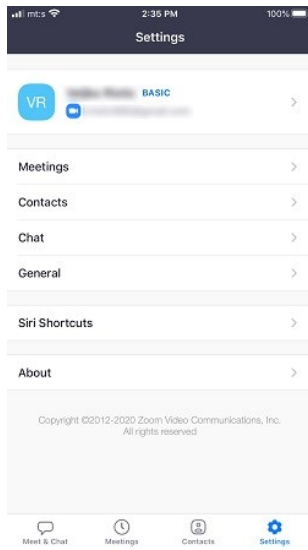 mt:s 2:35 PM 100%
Settings
VR BASIC
Meetings
Contacts
Chat
General
Siri Shortcuts
About
Copyright ©2012-2020 Zoom Video Communications, Inc.
All rights reserved
Meet & Chat Meetings Contacts Settings